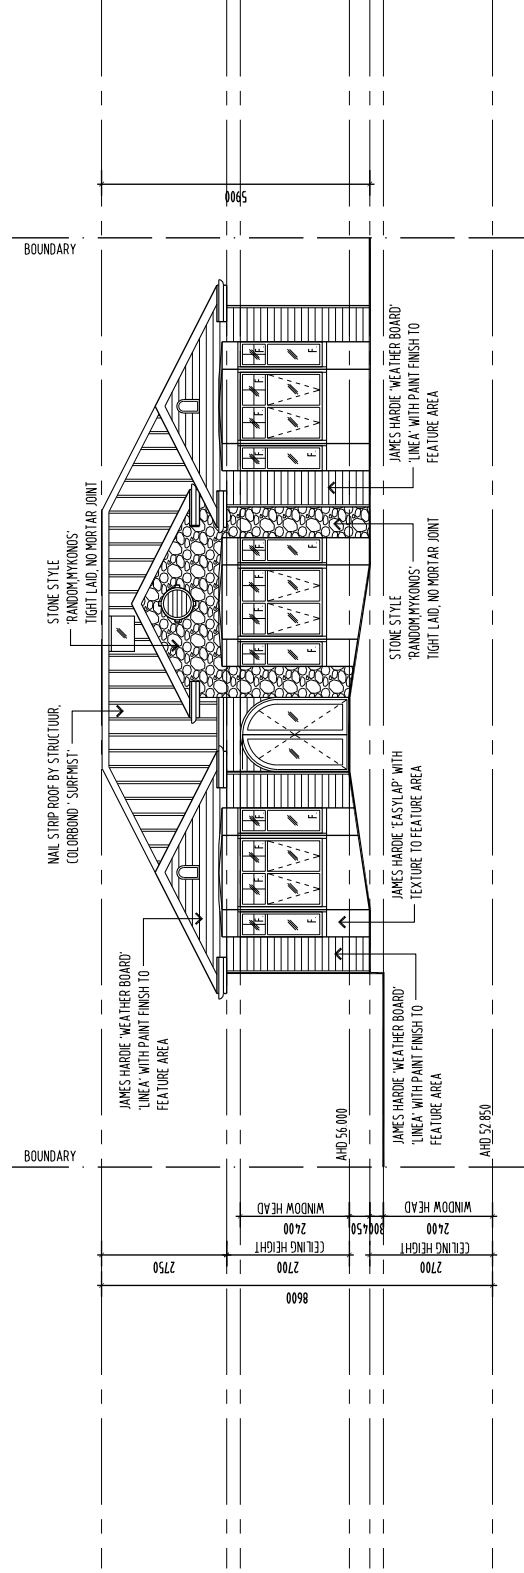 BOUNDARY
5900
STONE STYLE
'RANDOM,MYKONOS'
TIGHT LAID, NO MORTAR JOINT
JAMES HARDIE 'WEATHER BOARD'
'LINEA' WITH PAINT FINISH TO
FEATURE AREA
NAIL STRIP ROOF BY STRUCTUUR,
COLORBOND ' SURFMIST'
STONE STYLE
'RANDOM,MYKONOS'
TIGHT LAID, NO MORTAR JOINT
JAMES HARDIE 'EASYLAP' WITH
TEXTURE TO FEATURE AREA
JAMES HARDIE 'WEATHER BOARD'
'LINEA' WITH PAINT FINISH TO
FEATURE AREA
JAMES HARDIE 'WEATHER BOARD'
'LINEA' WITH PAINT FINISH TO
FEATURE AREA
F F F F F F
F F F F F F
F F F F F F
F F
F F
F F
BOUNDARY
AHD 56.000
AHD 52.850
2400
WINDOW HEAD
450
300
2400
WINDOW HEAD
2750
2700
CEILING HEIGHT
2700
CEILING HEIGHT
8600